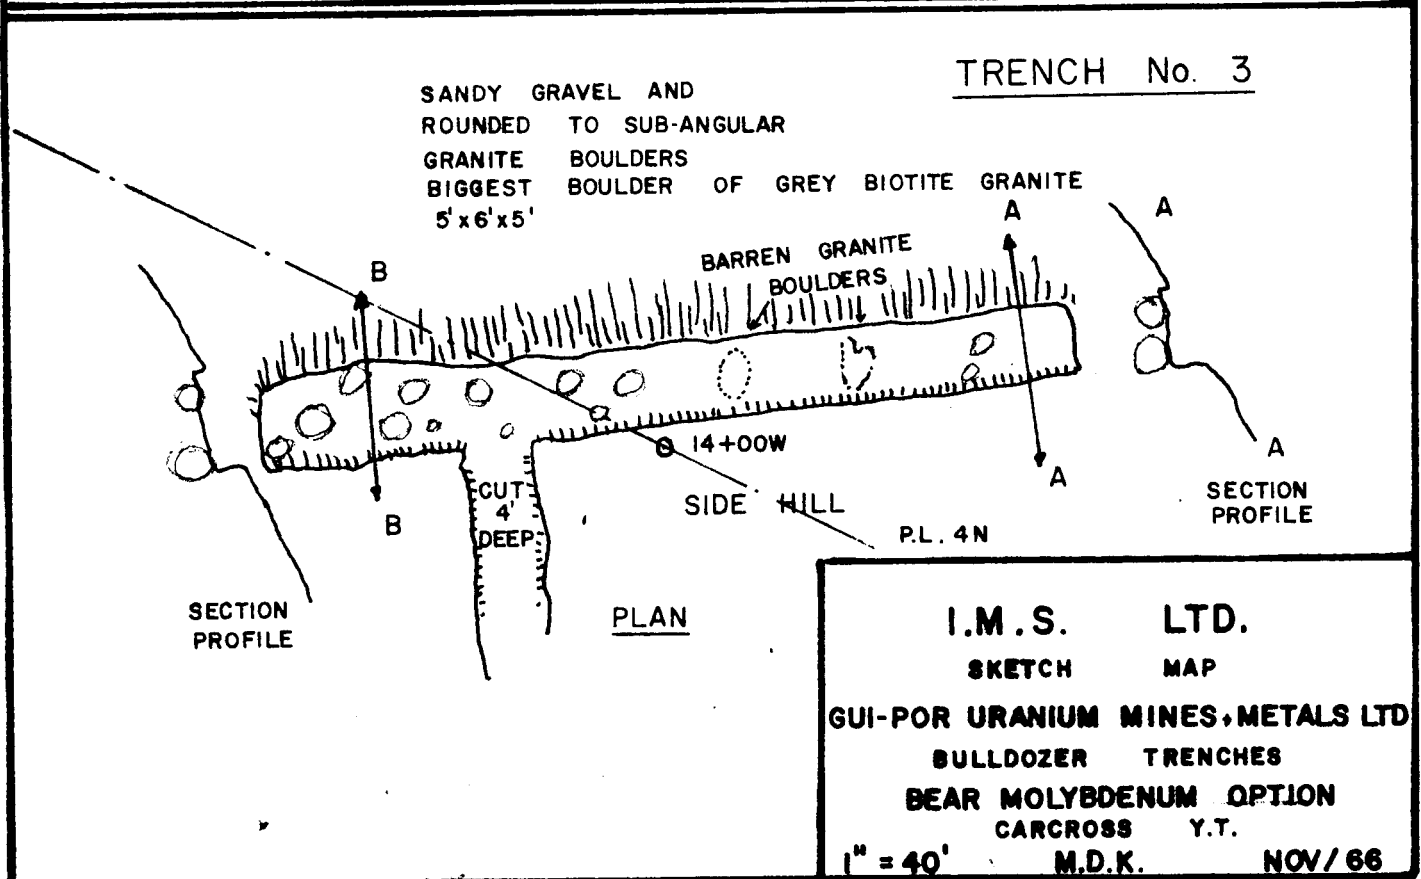 TRENCH No. 3
SANDY GRAVEL AND
ROUNDED TO SUB-ANGULAR
GRANITE BOULDERS
BIGGEST BOULDER OF GREY BIOTITE GRANITE
5'x6'x5'
A
A
B
BARREN GRANITE
BOULDERS
14+00W
A
A
B
CUT
4'
DEEP
SIDE HILL
P.L. 4N
SECTION
PROFILE
SECTION
PROFILE
PLAN
I.M.S. LTD.
SKETCH MAP
GUI-POR URANIUM MINES+METALS LTD
BULLDOZER TRENCHES
BEAR MOLYBDENUM OPTION
CARCROSS Y.T.
1" = 40' M.D.K. NOV/66